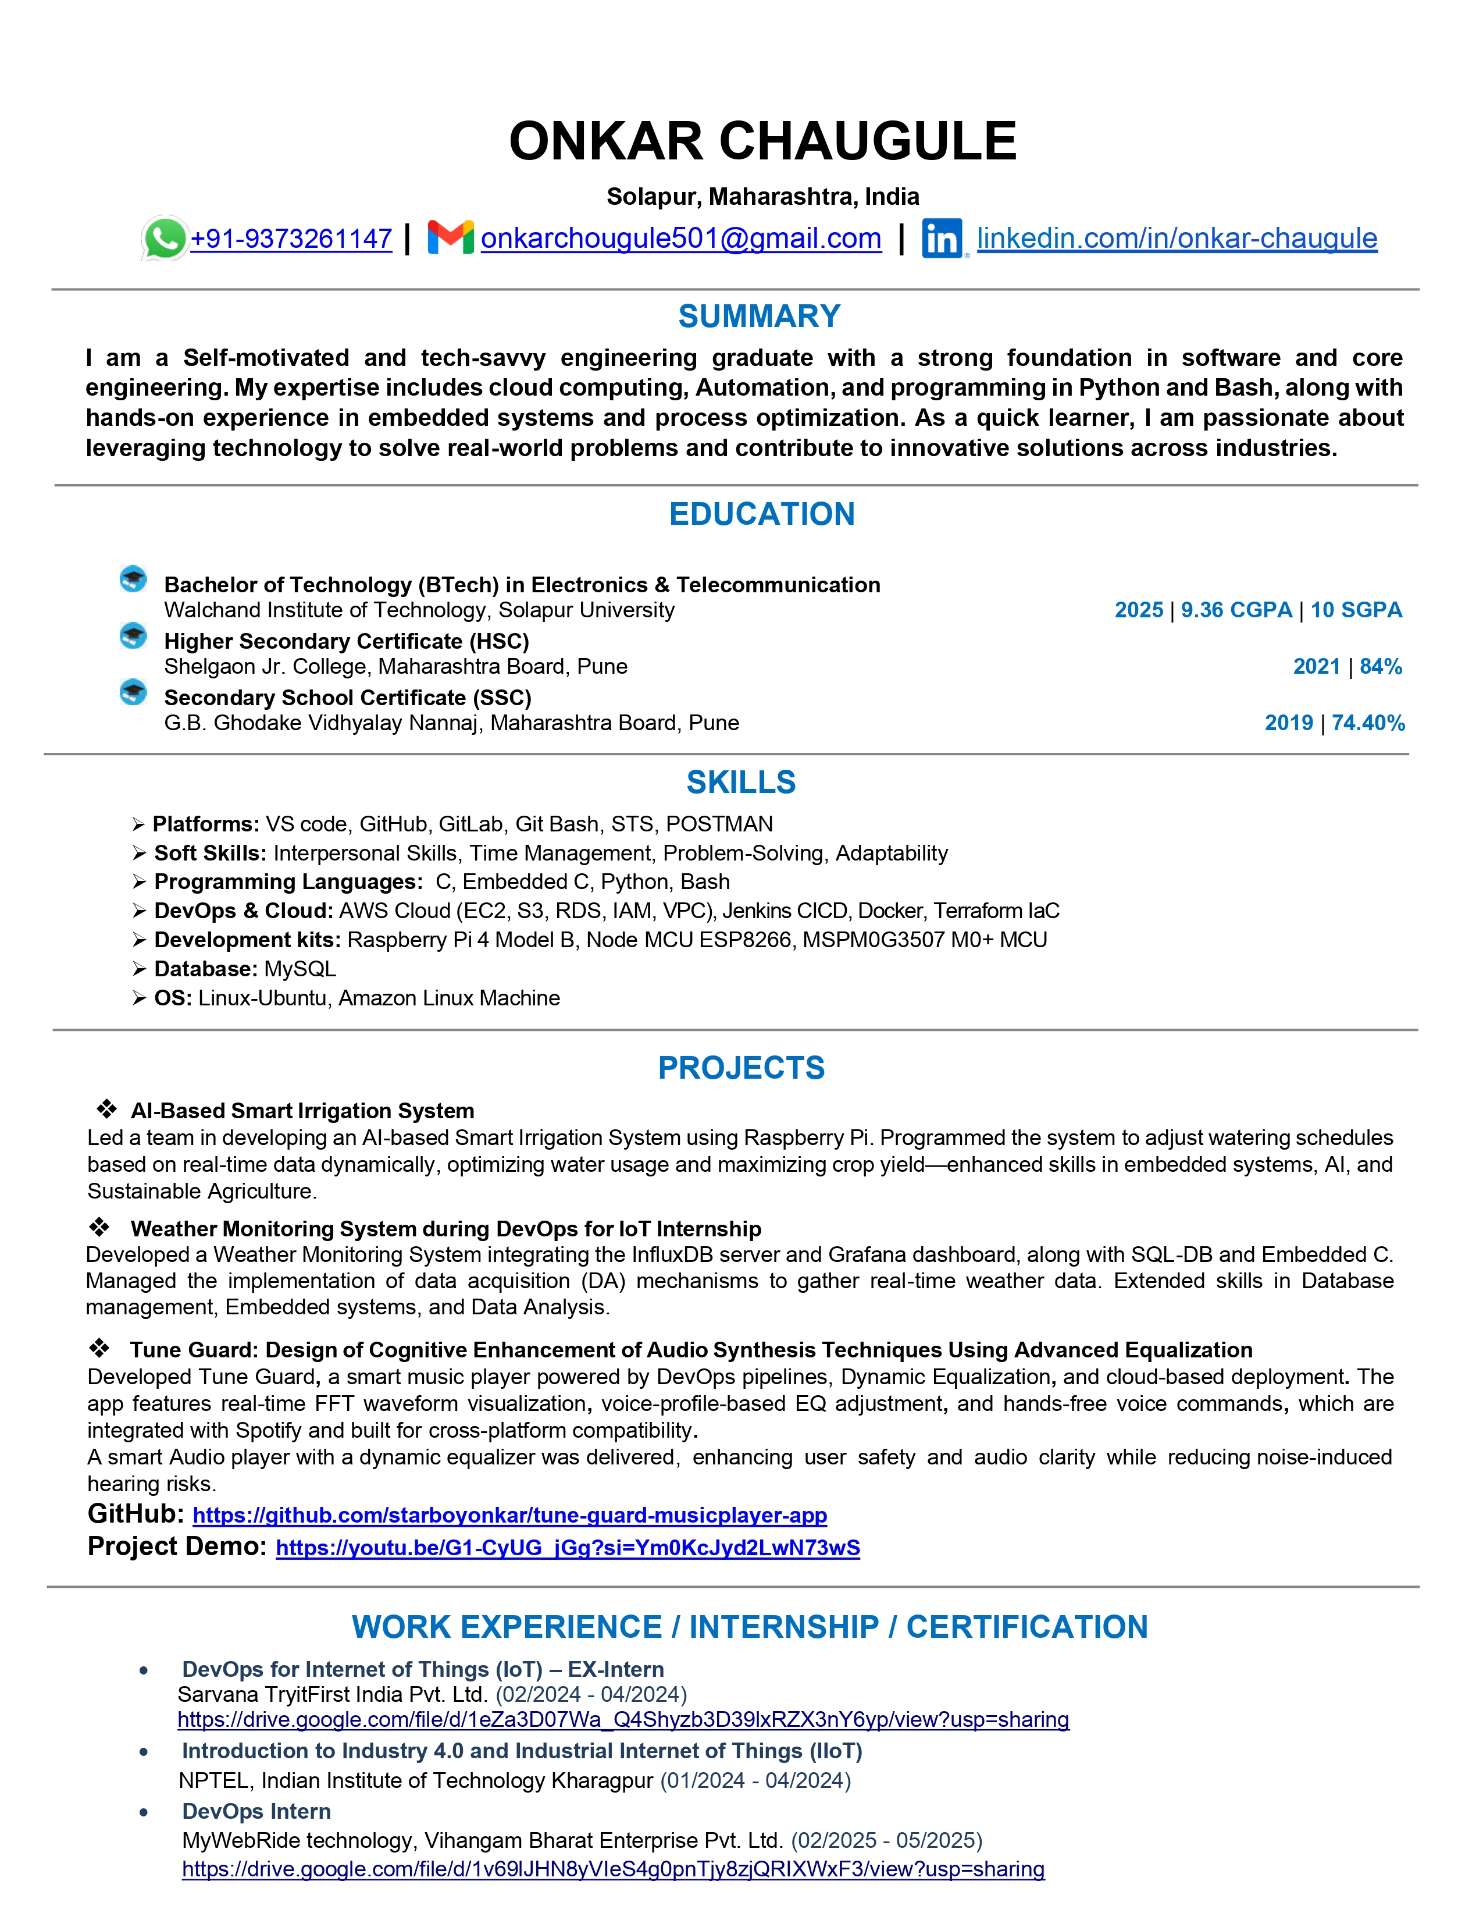 ONKAR CHAUGULE
Solapur, Maharashtra, India
+91-9373261147 | onkarchougule501@gmail.com | in linkedin.com/in/onkar-chaugule
SUMMARY
I am a Self-motivated and tech-savvy engineering graduate with a strong foundation in software and core
engineering. My expertise includes cloud computing, Automation, and programming in Python and Bash, along with
hands-on experience in embedded systems and process optimization. As a quick learner, I am passionate about
leveraging technology to solve real-world problems and contribute to innovative solutions across industries.
EDUCATION
Bachelor of Technology (BTech) in Electronics & Telecommunication
Walchand Institute of Technology, Solapur University 2025 | 9.36 CGPA | 10 SGPA
Higher Secondary Certificate (HSC)
Shelgaon Jr. College, Maharashtra Board, Pune 2021 | 84%
Secondary School Certificate (SSC)
G.B. Ghodake Vidhyalay Nannaj, Maharashtra Board, Pune 2019 | 74.40%
SKILLS
➢ Platforms: VS code, GitHub, GitLab, Git Bash, STS, POSTMAN
➢ Soft Skills: Interpersonal Skills, Time Management, Problem-Solving, Adaptability
➢ Programming Languages: C, Embedded C, Python, Bash
➢ DevOps & Cloud: AWS Cloud (EC2, S3, RDS, IAM, VPC), Jenkins CICD, Docker, Terraform IaC
➢ Development kits: Raspberry Pi 4 Model B, Node MCU ESP8266, MSPM0G3507 M0+ MCU
➢ Database: MySQL
➢ OS: Linux-Ubuntu, Amazon Linux Machine
PROJECTS
❖ AI-Based Smart Irrigation System
Led a team in developing an AI-based Smart Irrigation System using Raspberry Pi. Programmed the system to adjust watering schedules
based on real-time data dynamically, optimizing water usage and maximizing crop yield—enhanced skills in embedded systems, AI, and
Sustainable Agriculture.
❖ Weather Monitoring System during DevOps for IoT Internship
Developed a Weather Monitoring System integrating the InfluxDB server and Grafana dashboard, along with SQL-DB and Embedded C.
Managed the implementation of data acquisition (DA) mechanisms to gather real-time weather data. Extended skills in Database
management, Embedded systems, and Data Analysis.
❖ Tune Guard: Design of Cognitive Enhancement of Audio Synthesis Techniques Using Advanced Equalization
Developed Tune Guard, a smart music player powered by DevOps pipelines, Dynamic Equalization, and cloud-based deployment. The
app features real-time FFT waveform visualization, voice-profile-based EQ adjustment, and hands-free voice commands, which are
integrated with Spotify and built for cross-platform compatibility.
A smart Audio player with a dynamic equalizer was delivered, enhancing user safety and audio clarity while reducing noise-induced
hearing risks.
GitHub: https://github.com/starboyonkar/tune-guard-musicplayer-app
Project Demo: https://youtu.be/G1-CyUG_jGg?si=Ym0KcJyd2LwN73wS
WORK EXPERIENCE / INTERNSHIP / CERTIFICATION
• DevOps for Internet of Things (IoT) – EX-Intern
Sarvana TryitFirst India Pvt. Ltd. (02/2024 - 04/2024)
https://drive.google.com/file/d/1eZa3D07Wa_Q4Shyzb3D39lxRZX3nY6yp/view?usp=sharing
• Introduction to Industry 4.0 and Industrial Internet of Things (IIoT)
NPTEL, Indian Institute of Technology Kharagpur (01/2024 - 04/2024)
• DevOps Intern
MyWebRide technology, Vihangam Bharat Enterprise Pvt. Ltd. (02/2025 - 05/2025)
https://drive.google.com/file/d/1v69lJHN8yVIeS4g0pnTjy8zjQRIXWxF3/view?usp=sharing